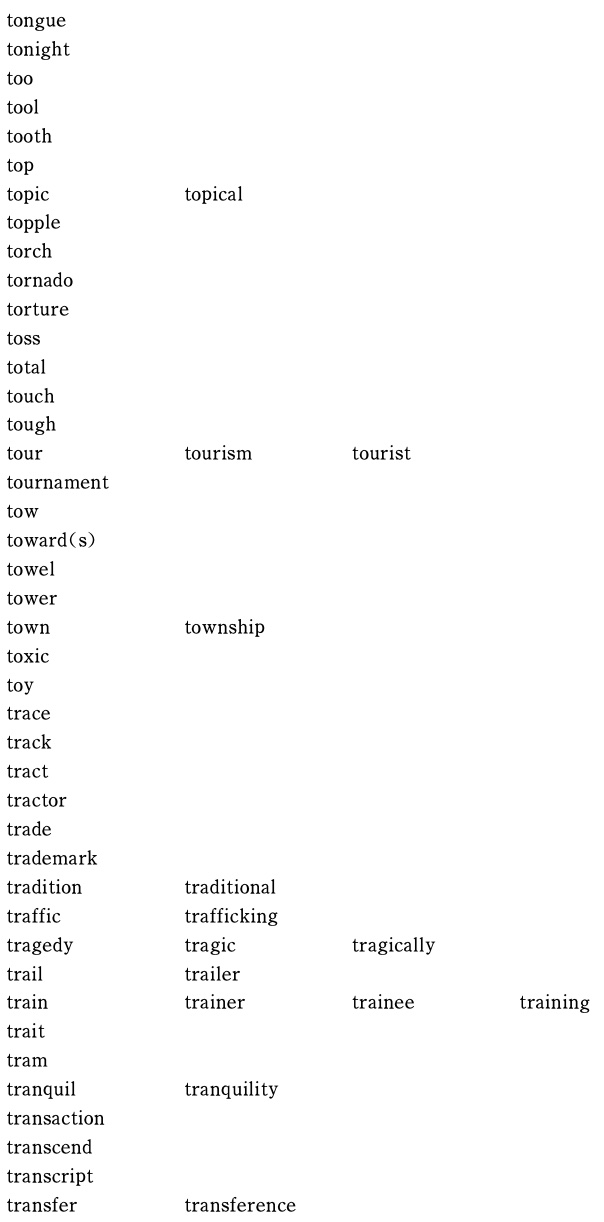 tongue
tonight
too
tool
tooth
top
topic topical
topple
torch
tornado
torture
toss
total
touch
tough
tour tourism tourist
tournament
tow
toward(s)
towel
tower
town township
toxic
toy
trace
track
tract
tractor
trade
trademark
tradition traditional
traffic trafficking
tragedy tragic tragically
trail trailer
train trainer trainee training
trait
tram
tranquil tranquility
transaction
transcend
transcript
transfer transference